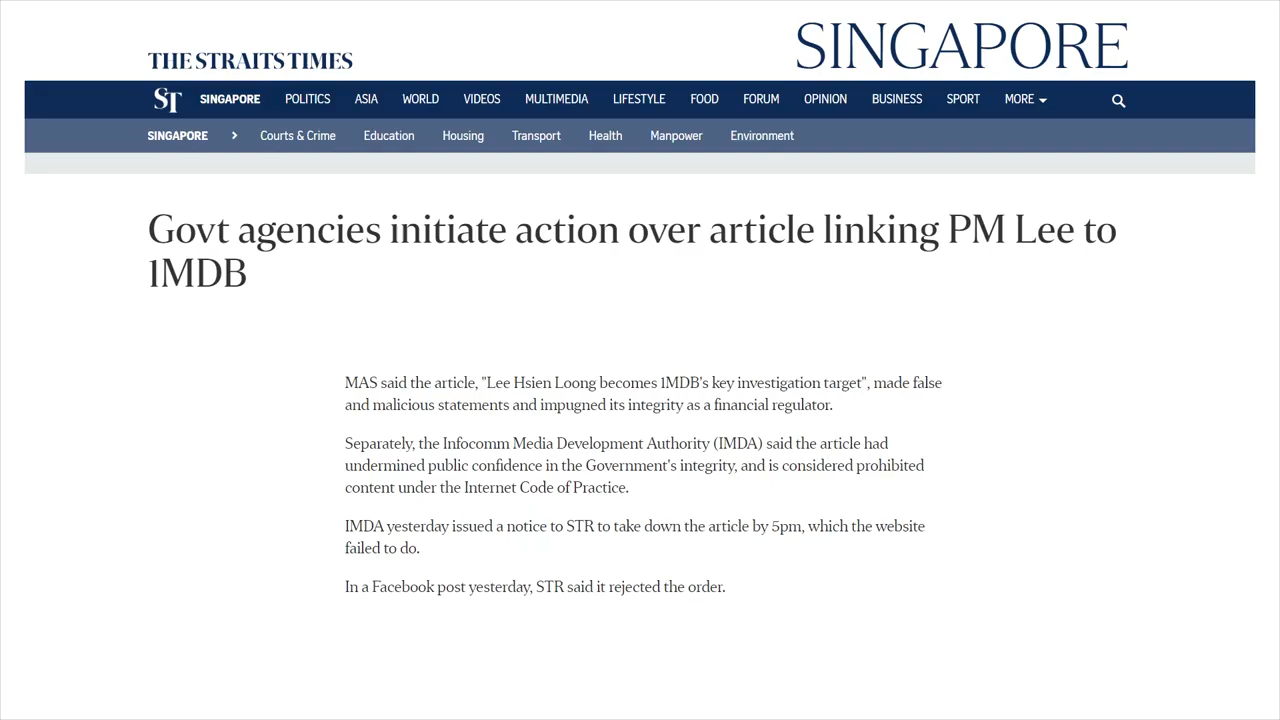 THE STRAITS TIMES
SINGAPORE
ST SINGAPORE POLITICS ASIA WORLD VIDEOS MULTIMEDIA LIFESTYLE FOOD FORUM OPINION BUSINESS SPORT MORE
SINGAPORE Courts & Crime Education Housing Transport Health Manpower Environment
Govt agencies initiate action over article linking PM Lee to
1MDB
MAS said the article, "Lee Hsien Loong becomes 1MDB's key investigation target", made false
and malicious statements and impugned its integrity as a financial regulator.
Separately, the Infocomm Media Development Authority (IMDA) said the article had
undermined public confidence in the Government's integrity, and is considered prohibited
content under the Internet Code of Practice.
IMDA yesterday issued a notice to STR to take down the article by 5pm, which the website
failed to do.
In a Facebook post yesterday, STR said it rejected the order.